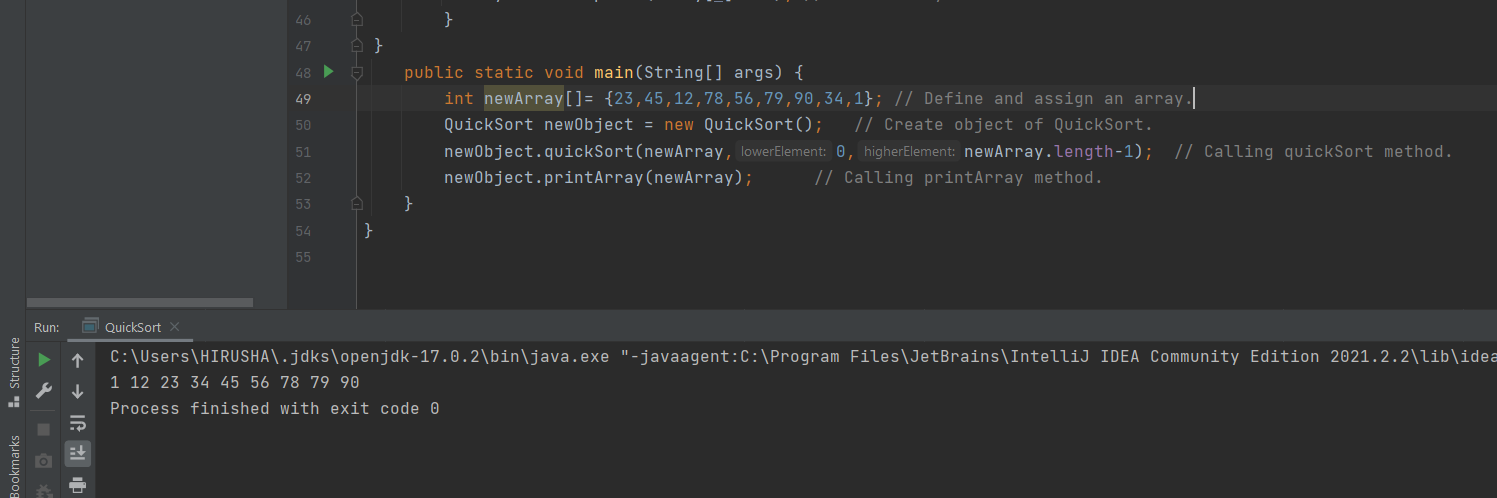 46 }
47 }
48 public static void main(String[] args) {
49 int newArray[]= {23,45,12,78,56,79,90,34,1}; // Define and assign an array.
50 QuickSort newObject = new QuickSort(); // Create object of QuickSort.
51 newObject.quickSort(newArray, lowerElement: 0, higherElement: newArray.length-1); // Calling quickSort method.
52 newObject.printArray(newArray); // Calling printArray method.
53 }
54 }
55
Run: QuickSort
Structure
Bookmarks
C:\Users\HIRUSHA\.jdks\openjdk-17.0.2\bin\java.exe "-javaagent:C:\Program Files\JetBrains\IntelliJ IDEA Community Edition 2021.2.2\lib\idea
1 12 23 34 45 56 78 79 90
Process finished with exit code 0